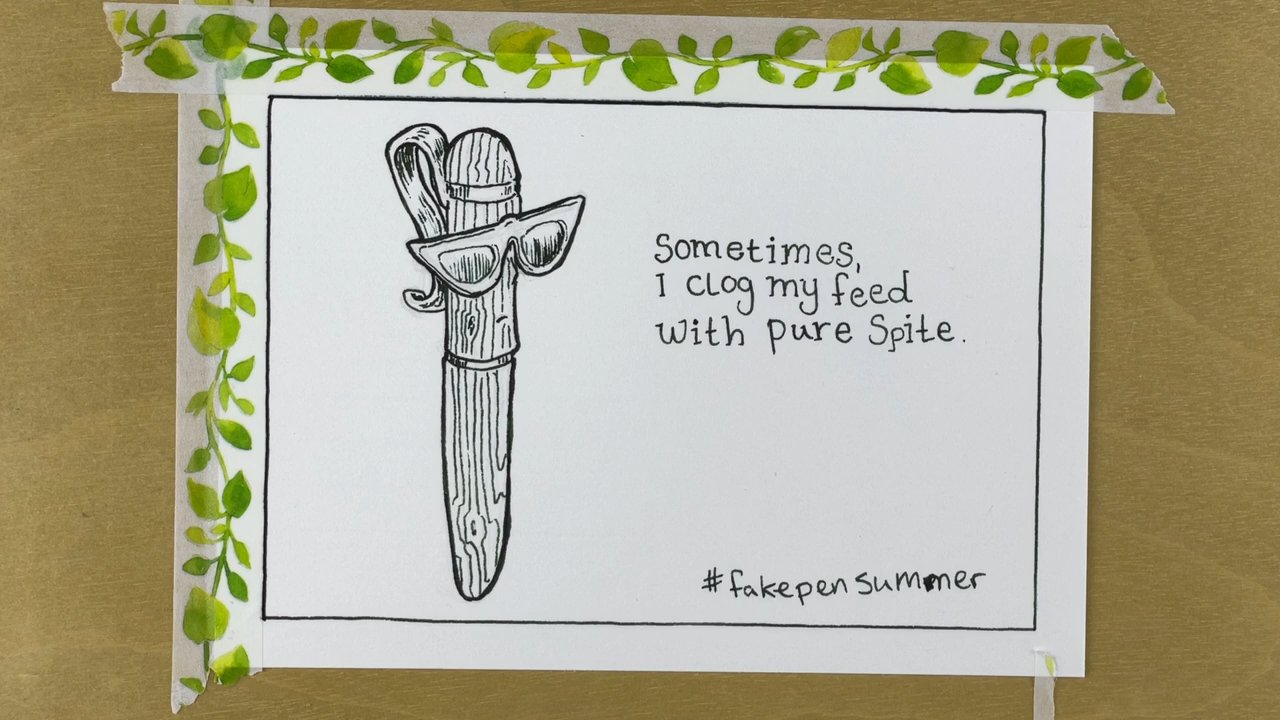 Sometimes,
I clog my feed
with pure Spite.
#fakepensummer